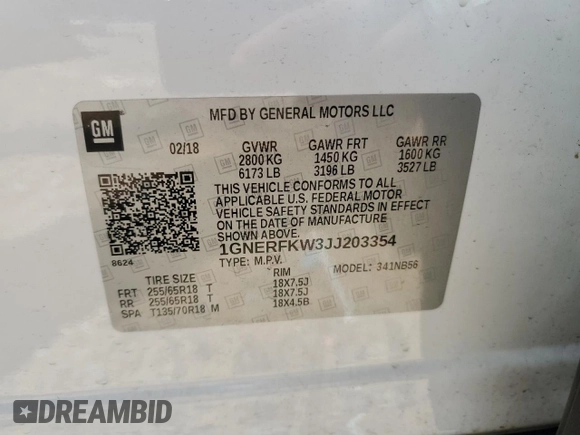 GM
MFD BY GENERAL MOTORS LLC
02/18 GVWR GAWR FRT GAWR RR
2800 KG 1450 KG 1600 KG
6173 LB 3196 LB 3527 LB
THIS VEHICLE CONFORMS TO ALL
APPLICABLE U.S. FEDERAL MOTOR
VEHICLE SAFETY STANDARDS IN EFFECT
ON THE DATE OF MANUFACTURE
SHOWN ABOVE.
8624 1GNERFKW3JJ203354
TYPE: M.P.V. MODEL: 341NB56
TIRE SIZE RIM
FRT 255/65R18 T 18X7.5J
RR 255/65R18 T 18X7.5J
SPA T135/70R18 M 18X4.5B
DREAMBID